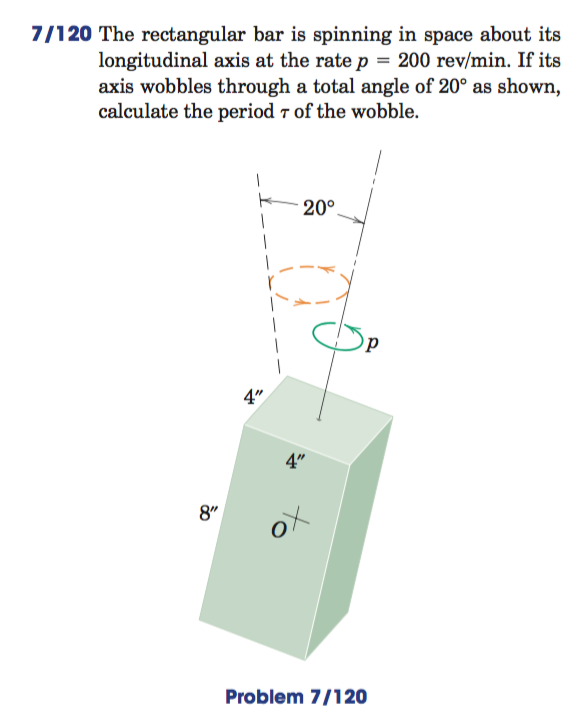 7/120 The rectangular bar is spinning in space about its
longitudinal axis at the rate p = 200 rev/min. If its
axis wobbles through a total angle of 20° as shown,
calculate the period τ of the wobble.
20°
p
4″
4″
8″
O
Problem 7/120